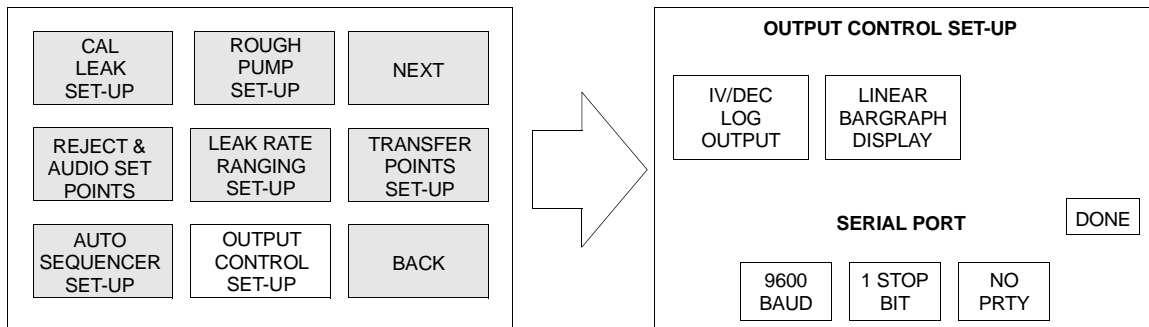 CAL
LEAK
SET-UP
ROUGH
PUMP
SET-UP
NEXT
REJECT &
AUDIO SET
POINTS
LEAK RATE
RANGING
SET-UP
TRANSFER
POINTS
SET-UP
AUTO
SEQUENCER
SET-UP
OUTPUT
CONTROL
SET-UP
BACK
OUTPUT CONTROL SET-UP
IV/DEC
LOG
OUTPUT
LINEAR
BARGRAPH
DISPLAY
SERIAL PORT
DONE
9600
BAUD
1 STOP
BIT
NO
PRTY